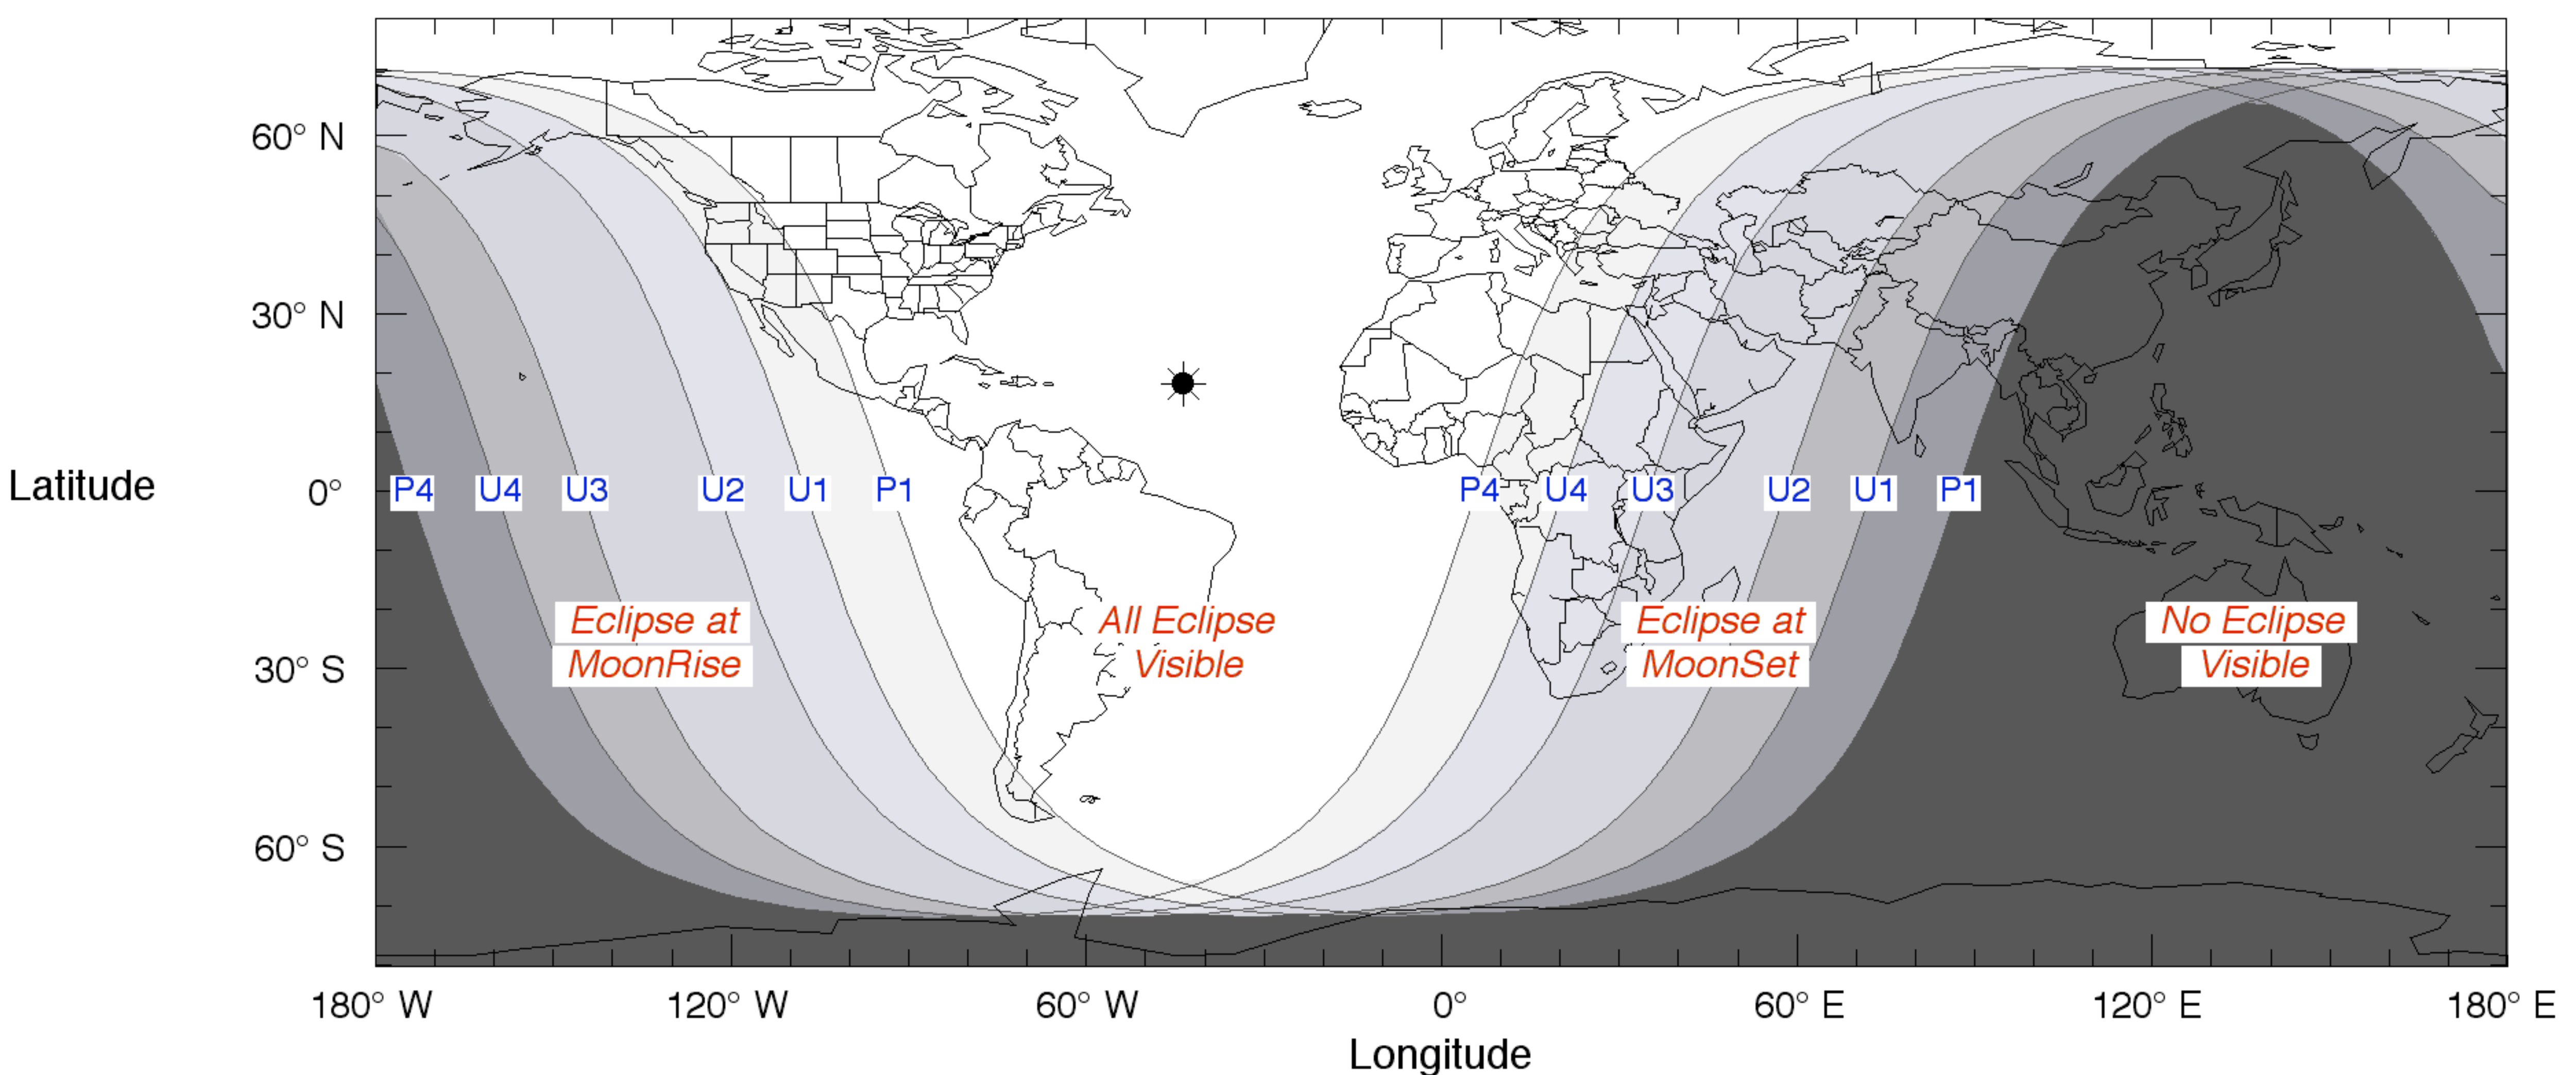 60° N
30° N
Latitude
0°
P4 U4 U3 U2 U1 P1 P4 U4 U3 U2 U1 P1
Eclipse at
MoonRise
All Eclipse
Visible
Eclipse at
MoonSet
No Eclipse
Visible
30° S
60° S
180° W 120° W 60° W 0° 60° E 120° E 180° E
Longitude